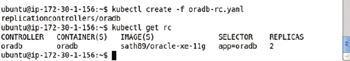 ubuntu@ip-172-30-1-156:~$ kubectl create -f oradb-rc.yaml
replicationcontrollers/oradb
ubuntu@ip-172-30-1-156:~$ kubectl get rc
CONTROLLER CONTAINER(S) IMAGE(S) SELECTOR REPLICAS
oradb oradb sath89/oracle-xe-11g app=oradb 2
ubuntu@ip-172-30-1-156:~$